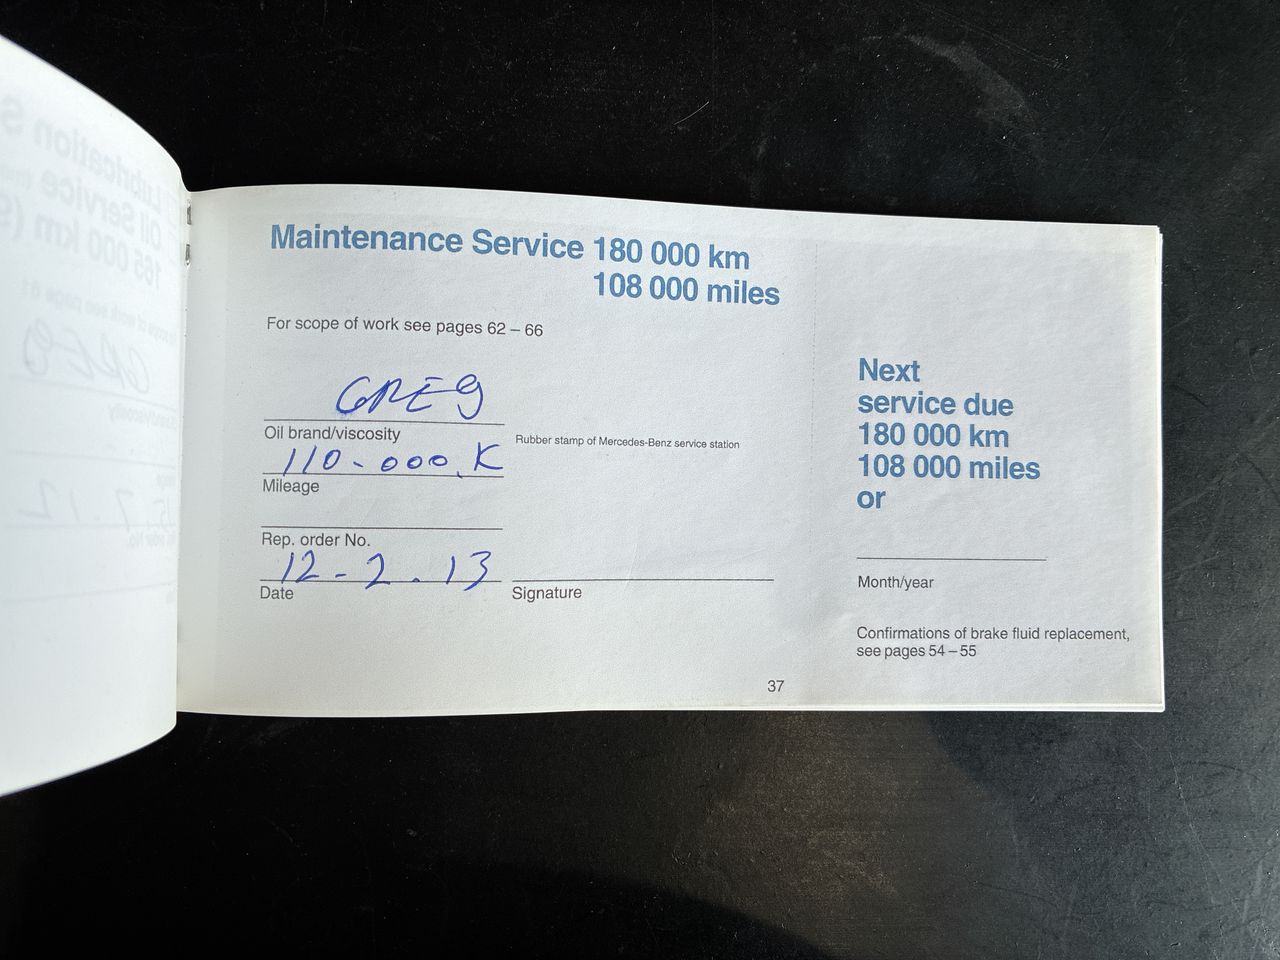 Maintenance Service 180 000 km
108 000 miles
For scope of work see pages 62 – 66
GREG
Oil brand/viscosity
Rubber stamp of Mercedes-Benz service station
110-000.K
Mileage
Rep. order No.
12-2.13
Date
Signature
37
Next
service due
180 000 km
108 000 miles
or
Month/year
Confirmations of brake fluid replacement,
see pages 54 – 55